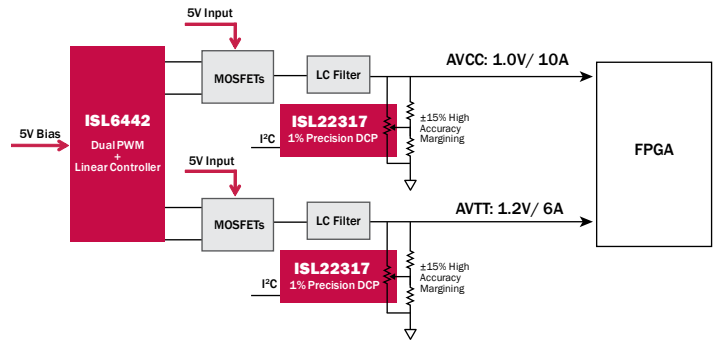 5V Input
MOSFETs
LC Filter
AVCC: 1.0V/ 10A
ISL6442
Dual PWM
+
Linear Controller
5V Bias
ISL22317
1% Precision DCP
I²C
±15% High
Accuracy
Margining
FPGA
5V Input
MOSFETs
LC Filter
AVTT: 1.2V/ 6A
ISL22317
1% Precision DCP
I²C
±15% High
Accuracy
Margining